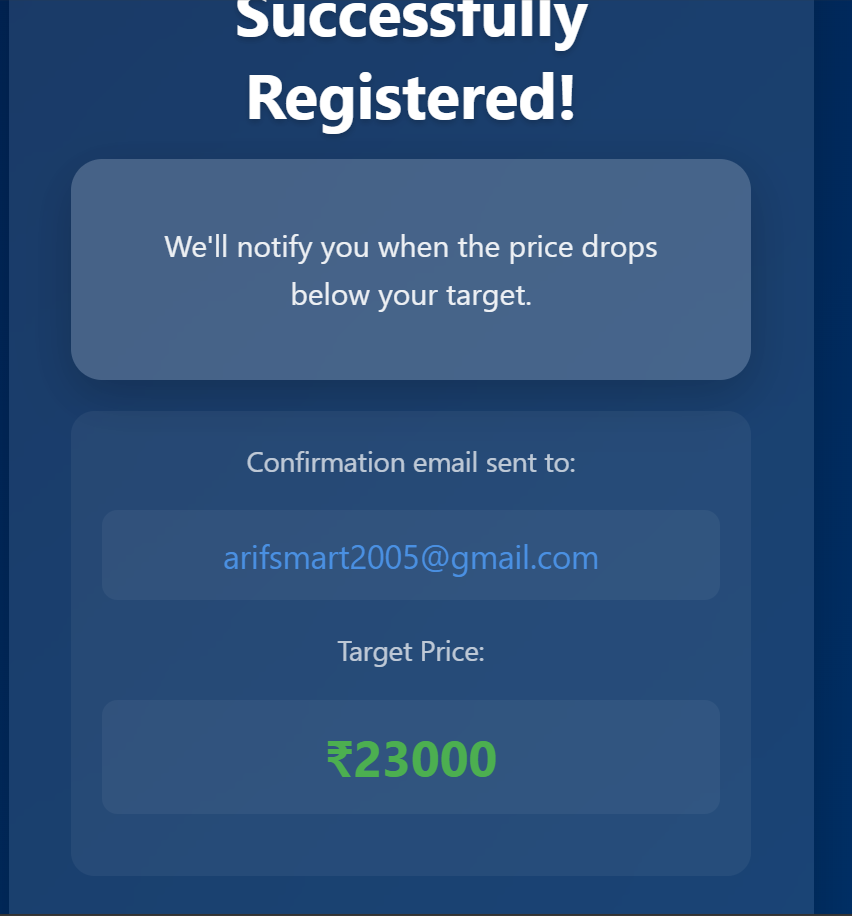 Successfully
Registered!
We'll notify you when the price drops
below your target.
Confirmation email sent to:
arifsmart2005@gmail.com
Target Price:
₹23000